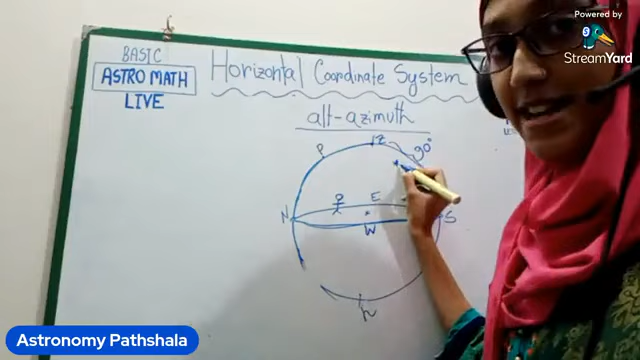 Powered by
StreamYard
BASIC
ASTRO MATH
LIVE
Horizontal Coordinate System
alt-azimuth
P
Z
90°
N
E
S
W
Astronomy Pathshala